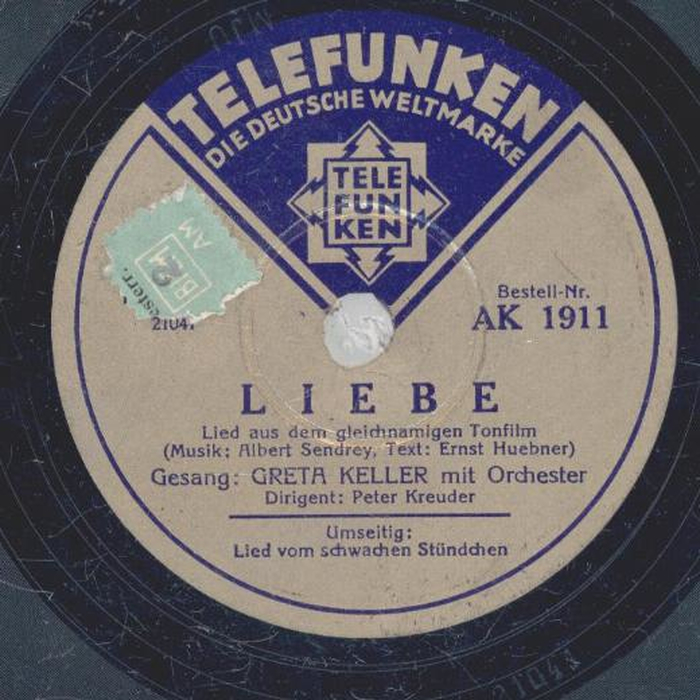 TELEFUNKEN
DIE DEUTSCHE WELTMARKE
TELE
FUN
KEN
Bestell-Nr.
AK 1911
LIEBE
Lied aus dem gleichnamigen Tonfilm
(Musik: Albert Sendrey, Text: Ernst Huebner)
Gesang: GRETA KELLER mit Orchester
Dirigent: Peter Kreuder
Umseitig:
Lied vom schwachen Stündchen